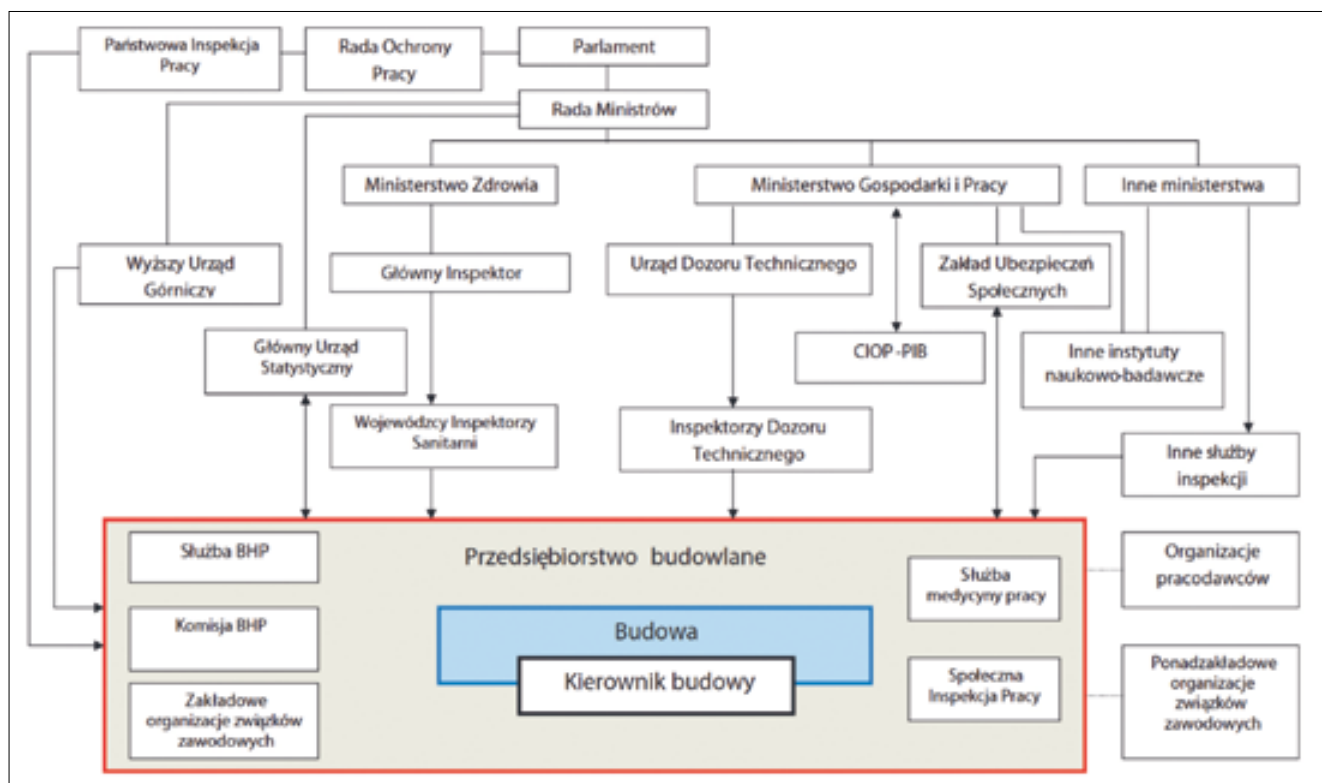 Państwowa Inspekcja
Pracy
Rada Ochrony
Pracy
Parlament
Rada Ministrów
Ministerstwo Zdrowia
Ministerstwo Gospodarki i Pracy
Inne ministerstwa
Wyższy Urząd
Górniczy
Główny Inspektor
Urząd Dozoru Technicznego
Zakład Ubezpieczeń
Społecznych
Główny Urząd
Statystyczny
CIOP -PIB
Inne instytuty
naukowo-badawcze
Wojewódzcy Inspektorzy
Sanitarni
Inspektorzy Dozoru
Technicznego
Inne służby
inspekcji
Służba BHP
Przedsiębiorstwo budowlane
Służba
medycyny pracy
Organizacje
pracodawców
Komisja BHP
Budowa
Kierownik budowy
Społeczna
Inspekcja Pracy
Ponadzakładowe
organizacje
związków
zawodowych
Zakładowe
organizacje związków
zawodowych